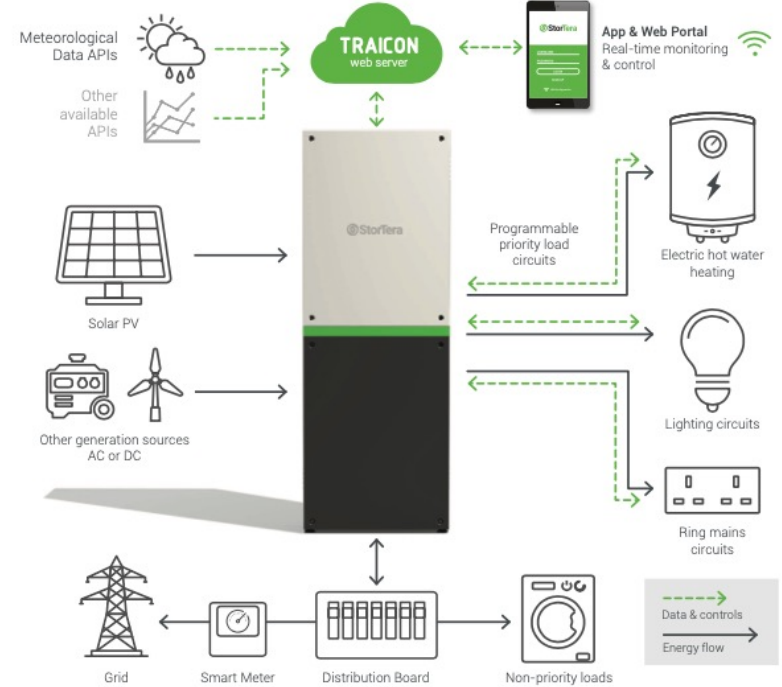 Meteorological
Data APIs
TRAICON
web server
StorTera
App & Web Portal
Real-time monitoring
& control
Other
available
APIs
StorTera
Programmable
priority load
circuits
Electric hot water
heating
Solar PV
Lighting circuits
Other generation sources
AC or DC
Ring mains
circuits
Data & controls
Energy flow
Grid
Smart Meter
Distribution Board
Non-priority loads